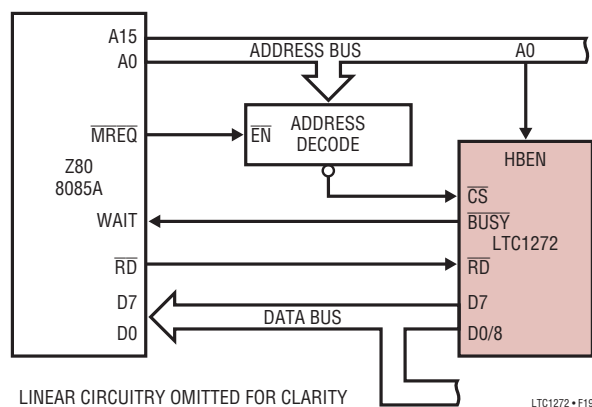 A15
ADDRESS BUS
A0
A0
MREQ
EN
ADDRESS
DECODE
HBEN
Z80
8085A
CS
WAIT
BUSY
LTC1272
RD
RD
D7
D7
DATA BUS
D0
D0/8
LINEAR CIRCUITRY OMITTED FOR CLARITY
LTC1272 • F19